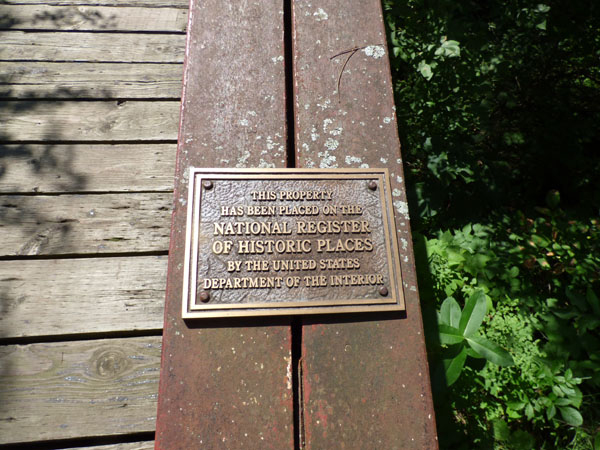 THIS PROPERTY
HAS BEEN PLACED ON THE
NATIONAL REGISTER
OF HISTORIC PLACES
BY THE UNITED STATES
DEPARTMENT OF THE INTERIOR